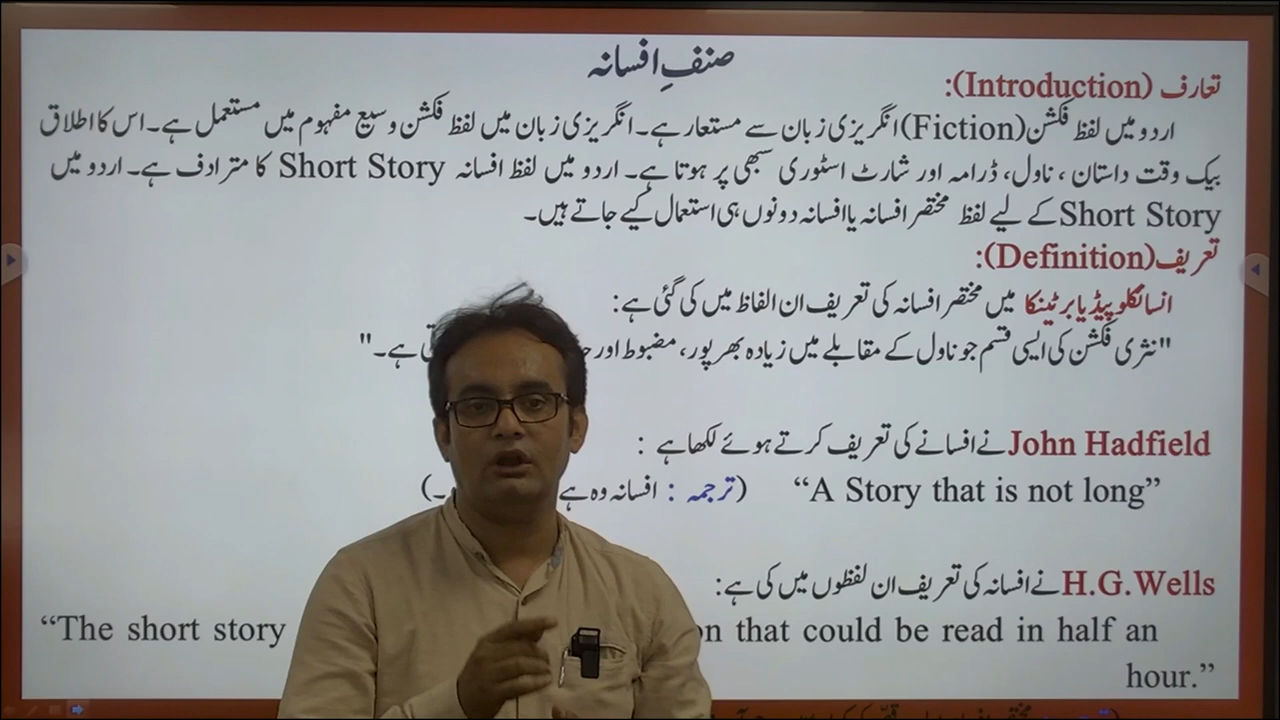 صنفِ افسانہ
تعارف (Introduction):
اردو میں لفظ فکشن(Fiction)انگریزی زبان سے مستعار ہے۔ انگریزی زبان میں لفظ فکشن وسیع مفہوم میں مستعمل ہے۔ اس کا اطلاق
بیک وقت داستان ، ناول، ڈرامہ اور شارٹ اسٹوری سبھی پر ہوتا ہے۔ اردو میں لفظ افسانہ Short Story کا مترادف ہے۔ اردو میں
Short Story کے لیے لفظ مختصر افسانہ یا افسانہ دونوں ہی استعمال کیے جاتے ہیں۔
تعریف(Definition):
انسائکلوپیڈیا برٹینکا میں مختصر افسانہ کی تعریف ان الفاظ میں کی گئی ہے:
"نثری فکشن کی ایسی قسم جو ناول کے مقابلے میں زیادہ بھرپور، مضبوط اور ہے۔"
John Hadfield نے افسانے کی تعریف کرتے ہوئے لکھا ہے :
“A Story that is not long” (ترجمہ : افسانہ وہ ہے ۔)
H.G.Wells نے افسانہ کی تعریف ان لفظوں میں کی ہے:
“The short story that could be read in half an
hour.”